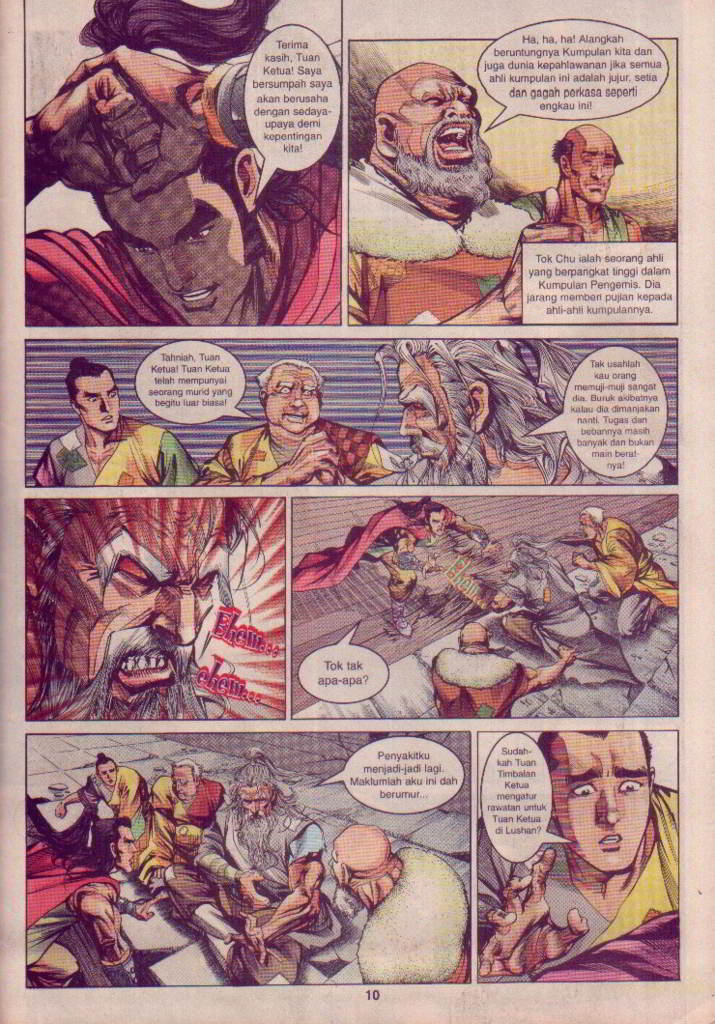 Terima
kasih, Tuan
Ketua! Saya
bersumpah saya
akan berusaha
dengan sedaya-
upaya demi
kepentingan
kita!
Ha, ha, ha! Alangkah
beruntungnya Kumpulan kita dan
juga dunia kepahlawanan jika semua
ahli kumpulan ini adalah jujur, setia
dan gagah perkasa seperti
engkau ini!
Tok Chu ialah seorang ahli
yang berpangkat tinggi dalam
Kumpulan Pengemis. Dia
jarang memberi pujian kepada
ahli-ahli kumpulannya.
Tahniah, Tuan
Ketua! Tuan Ketua
telah mempunyai
seorang murid yang
begitu luar biasa!
Tak usahlah
kau orang
memuji-muji sangat
dia. Buruk akibatnya
kalau dia dimanjakan
nanti. Tugas dan
bebannya masih
banyak dan bukan
main berat-
nya!
Ehem...
ehem...
Ehem
Tok tak
apa-apa?
Penyakitku
menjadi-jadi lagi.
Maklumlah aku ini dah
berumur...
Sudah-
kah Tuan
Timbalan
Ketua
mengatur
rawatan untuk
Tuan Ketua
di Lushan?
10